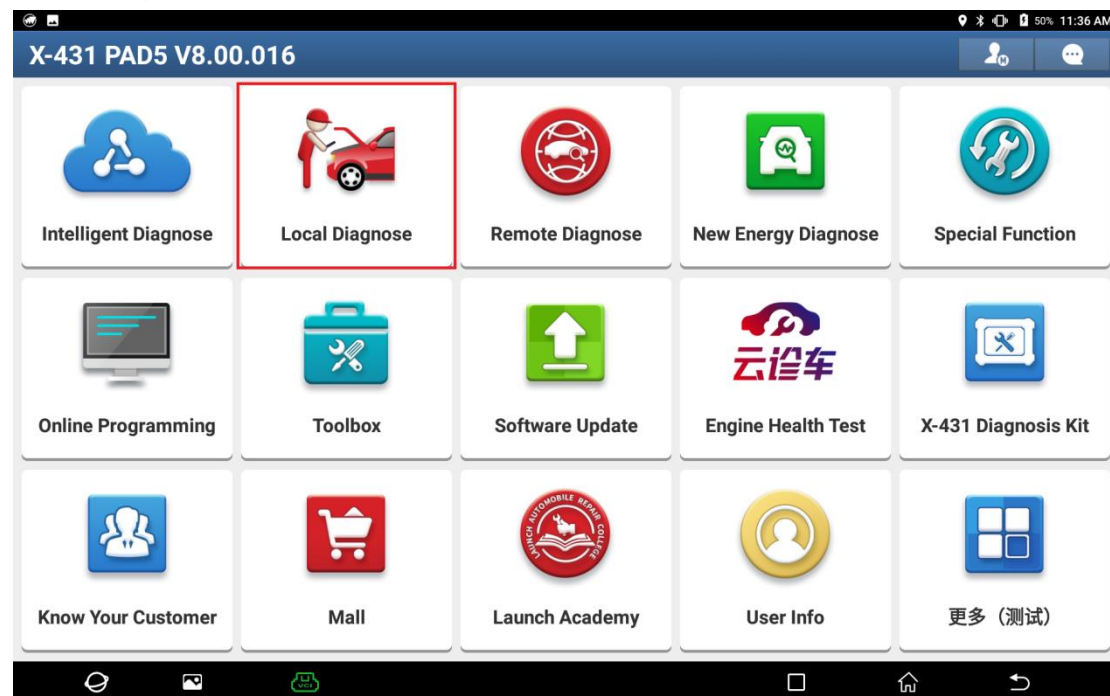 50% 11:36 AM
X-431 PAD5 V8.00.016
Intelligent Diagnose
Local Diagnose
Remote Diagnose
New Energy Diagnose
Special Function
云诊车
Online Programming
Toolbox
Software Update
Engine Health Test
X-431 Diagnosis Kit
LAUNCH AUTOMOBILE REPAIR COLLEGE
Know Your Customer
Mall
Launch Academy
User Info
更多（测试）
VCI